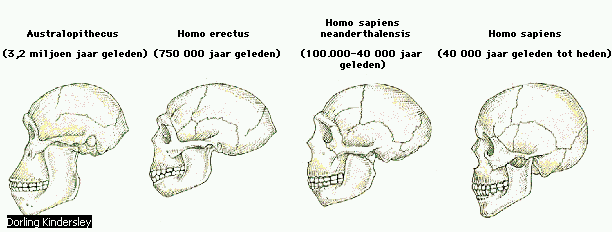 Australopithecus
(3,2 miljoen jaar geleden)
Homo erectus
(750 000 jaar geleden)
Homo sapiens
neanderthalensis
(100.000-40 000 jaar
geleden)
Homo sapiens
(40 000 jaar geleden tot heden)
Dorling Kindersley